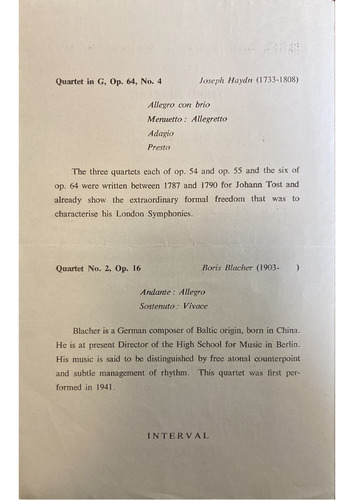 Quartet in G, Op. 64, No. 4 Joseph Haydn (1733-1808)
Allegro con brio
Menuetto : Allegretto
Adagio
Presto
The three quartets each of op. 54 and op. 55 and the six of
op. 64 were written between 1787 and 1790 for Johann Tost and
already show the extraordinary formal freedom that was to
characterise his London Symphonies.
Quartet No. 2, Op. 16 Boris Blacher (1903- )
Andante : Allegro
Sostenuto : Vivace
Blacher is a German composer of Baltic origin, born in China.
He is at present Director of the High School for Music in Berlin.
His music is said to be distinguished by free atonal counterpoint
and subtle management of rhythm. This quartet was first per-
formed in 1941.
INTERVAL